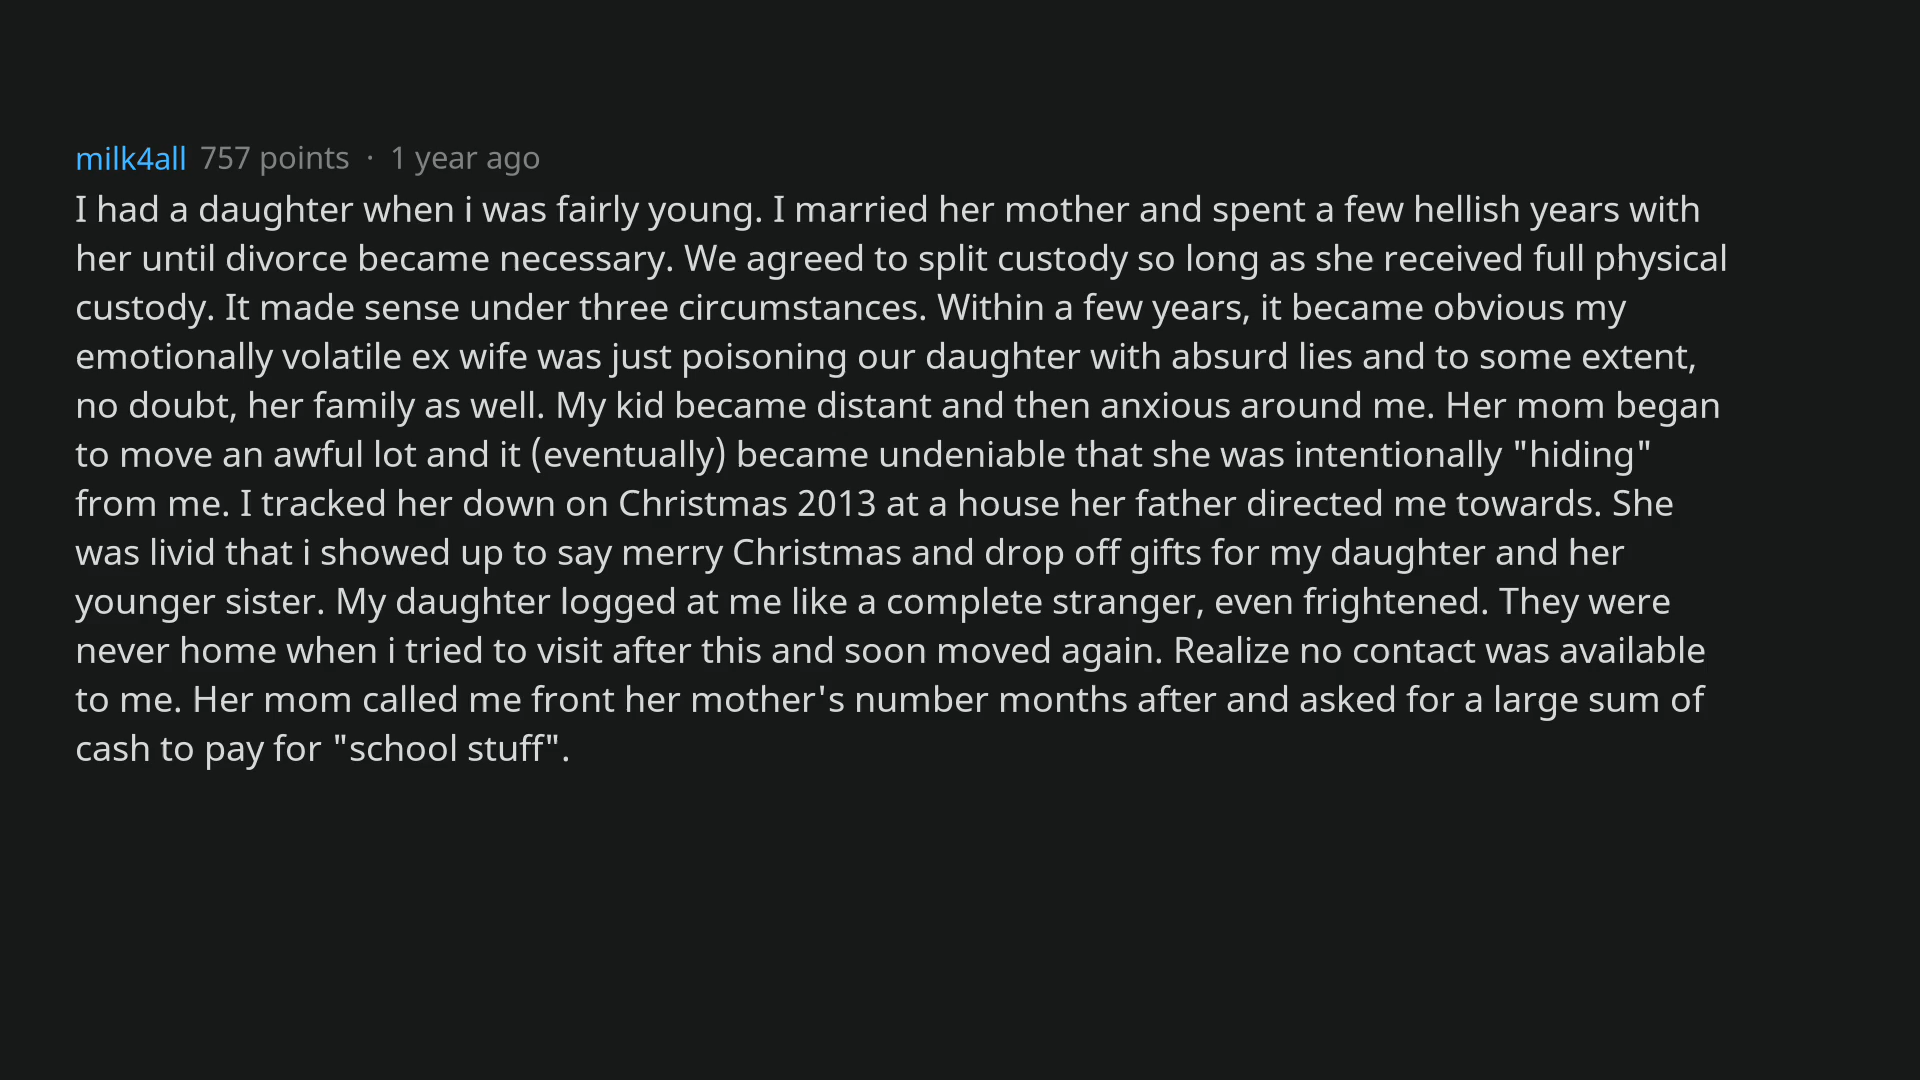 milk4all 757 points · 1 year ago
I had a daughter when i was fairly young. I married her mother and spent a few hellish years with
her until divorce became necessary. We agreed to split custody so long as she received full physical
custody. It made sense under three circumstances. Within a few years, it became obvious my
emotionally volatile ex wife was just poisoning our daughter with absurd lies and to some extent,
no doubt, her family as well. My kid became distant and then anxious around me. Her mom began
to move an awful lot and it (eventually) became undeniable that she was intentionally "hiding"
from me. I tracked her down on Christmas 2013 at a house her father directed me towards. She
was livid that i showed up to say merry Christmas and drop off gifts for my daughter and her
younger sister. My daughter logged at me like a complete stranger, even frightened. They were
never home when i tried to visit after this and soon moved again. Realize no contact was available
to me. Her mom called me front her mother's number months after and asked for a large sum of
cash to pay for "school stuff".